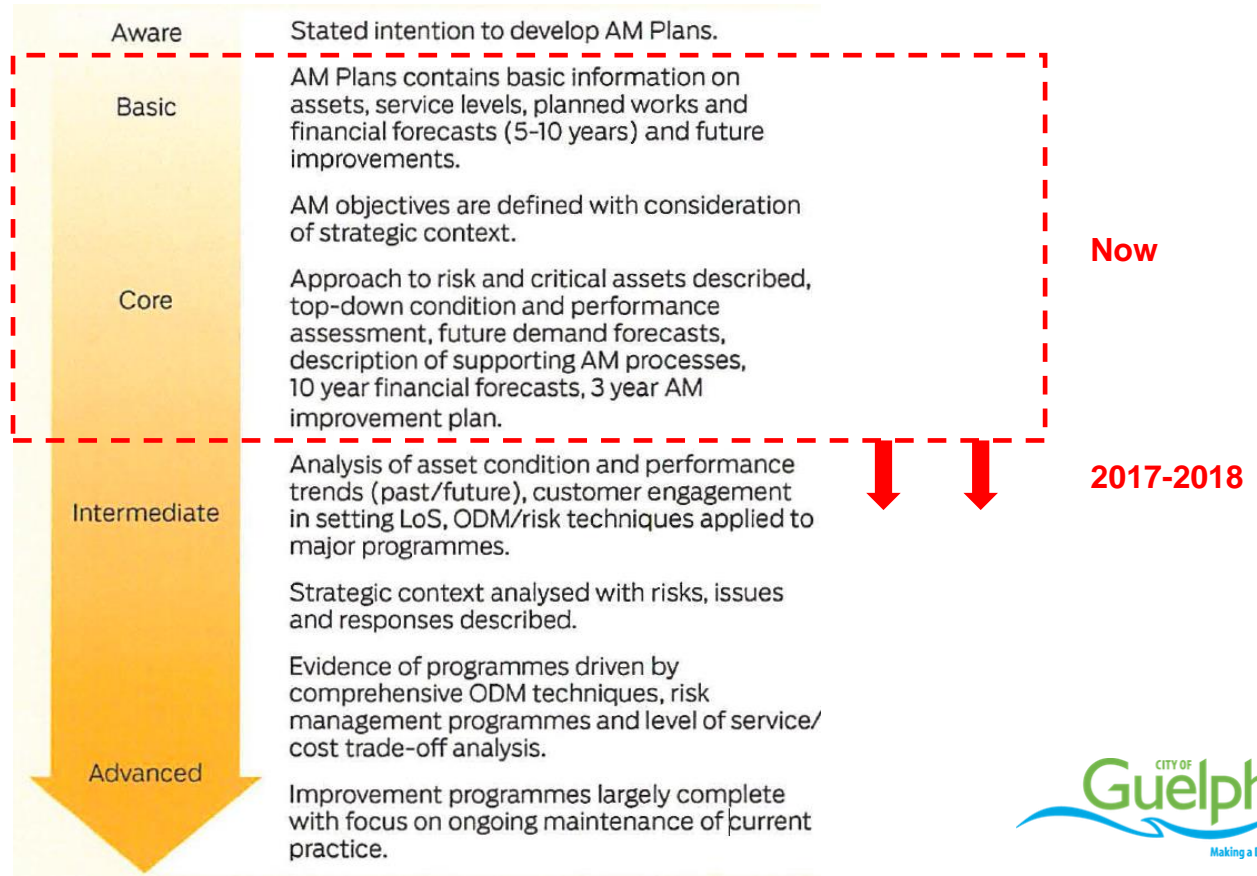 Aware
Stated intention to develop AM Plans.
Basic
AM Plans contains basic information on
assets, service levels, planned works and
financial forecasts (5-10 years) and future
improvements.
AM objectives are defined with consideration
of strategic context.
Now
Core
Approach to risk and critical assets described,
top-down condition and performance
assessment, future demand forecasts,
description of supporting AM processes,
10 year financial forecasts, 3 year AM
improvement plan.
Intermediate
Analysis of asset condition and performance
trends (past/future), customer engagement
in setting LoS, ODM/risk techniques applied to
major programmes.
2017-2018
Strategic context analysed with risks, issues
and responses described.
Evidence of programmes driven by
comprehensive ODM techniques, risk
management programmes and level of service/
cost trade-off analysis.
Advanced
Improvement programmes largely complete
with focus on ongoing maintenance of current
practice.
CITY OF
Guelph
Making a